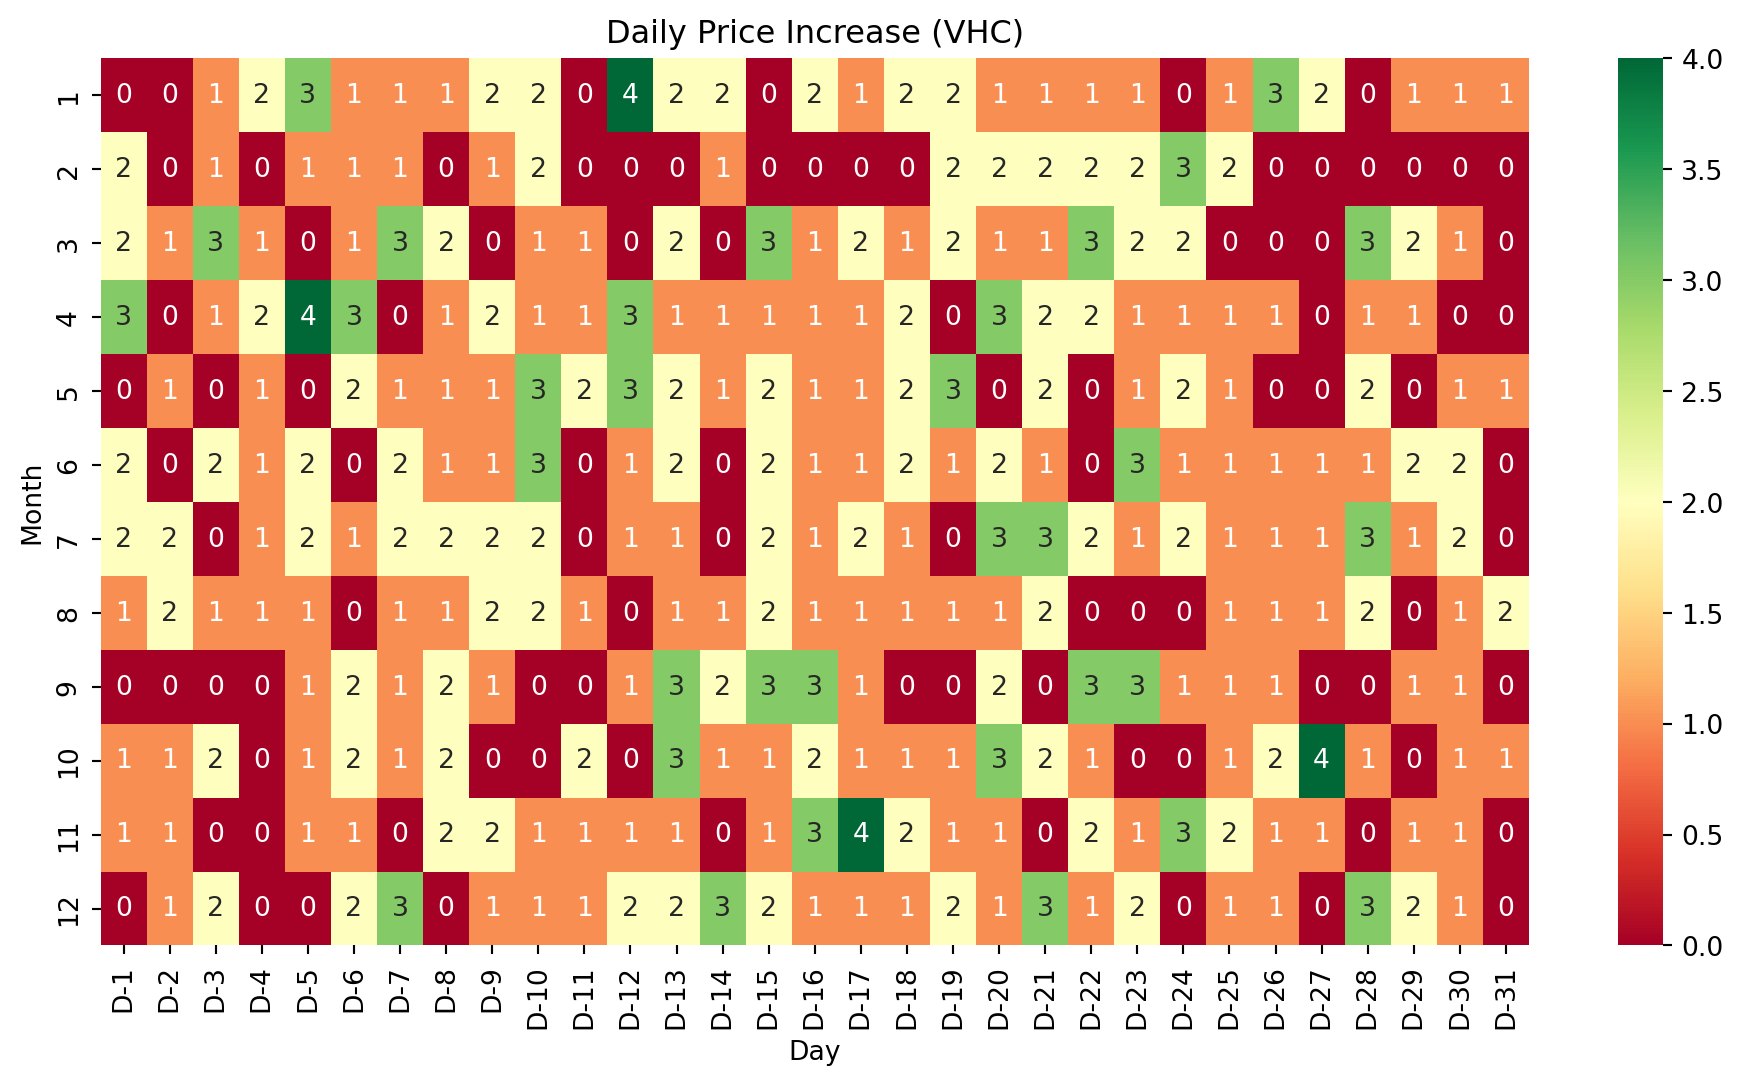 Daily Price Increase (VHC)
1 0 0 1 2 3 1 1 1 2 2 0 4 2 2 0 2 1 2 2 1 1 1 1 0 1 3 2 0 1 1 1
2 2 0 1 0 1 1 1 0 1 2 0 0 0 1 0 0 0 0 2 2 2 2 2 3 2 0 0 0 0 0 0
3 2 1 3 1 0 1 3 2 0 1 1 0 2 0 3 1 2 1 2 1 1 3 2 2 0 0 0 3 2 1 0
4 3 0 1 2 4 3 0 1 2 1 1 3 1 1 1 1 1 2 0 3 2 2 1 1 1 1 0 1 1 0 0
5 0 1 0 1 0 2 1 1 1 3 2 3 2 1 2 1 1 2 3 0 2 0 1 2 1 0 0 2 0 1 1
6 2 0 2 1 2 0 2 1 1 3 0 1 2 0 2 1 1 2 1 2 1 0 3 1 1 1 1 1 2 2 0
7 2 2 0 1 2 1 2 2 2 2 0 1 1 0 2 1 2 1 0 3 3 2 1 2 1 1 1 3 1 2 0
8 1 2 1 1 1 0 1 1 2 2 1 0 1 1 2 1 1 1 1 1 2 0 0 0 1 1 1 2 0 1 2
9 0 0 0 0 1 2 1 2 1 0 0 1 3 2 3 3 1 0 0 2 0 3 3 1 1 1 0 0 1 1 0
10 1 1 2 0 1 2 1 2 0 0 2 0 3 1 1 2 1 1 1 3 2 1 0 0 1 2 4 1 0 1 1
11 1 1 0 0 1 1 0 2 2 1 1 1 1 0 1 3 4 2 1 1 0 2 1 3 2 1 1 0 1 1 0
12 0 1 2 0 0 2 3 0 1 1 1 2 2 3 2 1 1 1 2 1 3 1 2 0 1 1 0 3 2 1 0
Month
D-1 D-2 D-3 D-4 D-5 D-6 D-7 D-8 D-9 D-10 D-11 D-12 D-13 D-14 D-15 D-16 D-17 D-18 D-19 D-20 D-21 D-22 D-23 D-24 D-25 D-26 D-27 D-28 D-29 D-30 D-31
Day
4.0
3.5
3.0
2.5
2.0
1.5
1.0
0.5
0.0